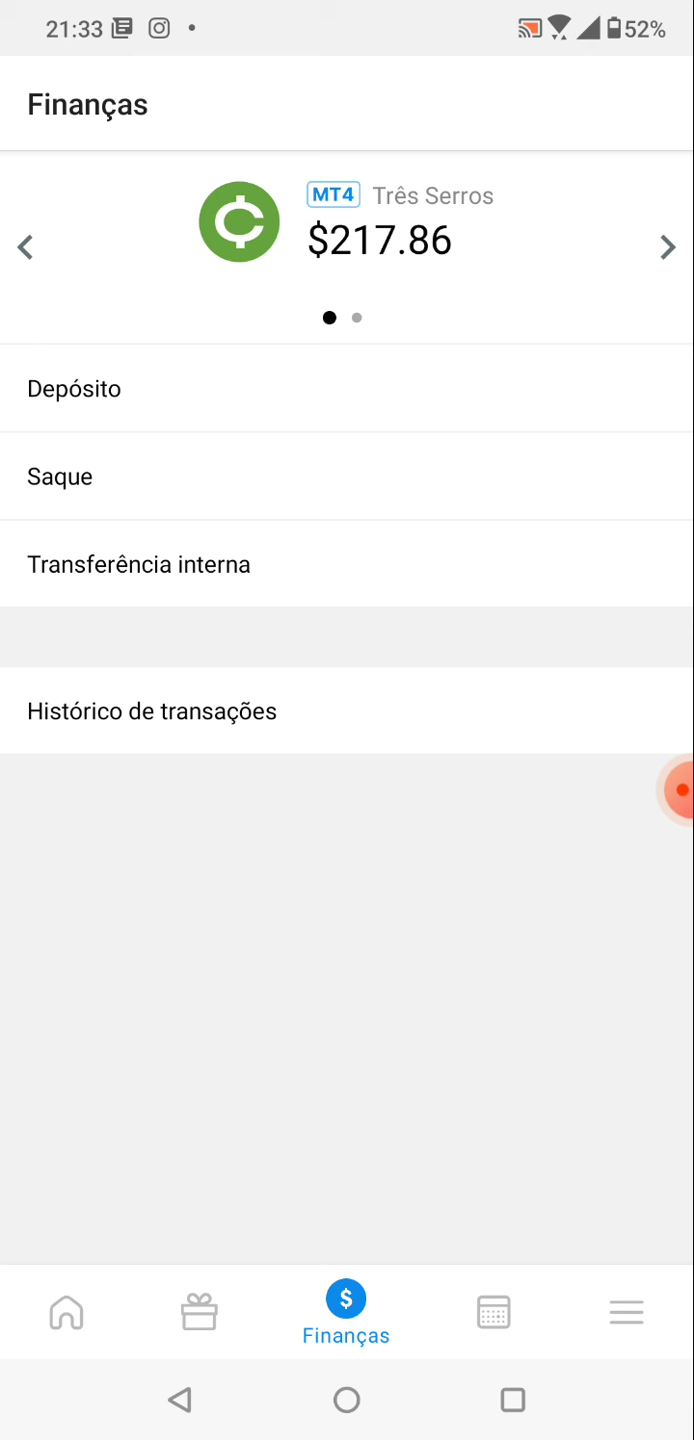 21:33
52%
Finanças
MT4 Três Serros
$217.86
Depósito
Saque
Transferência interna
Histórico de transações
$
Finanças